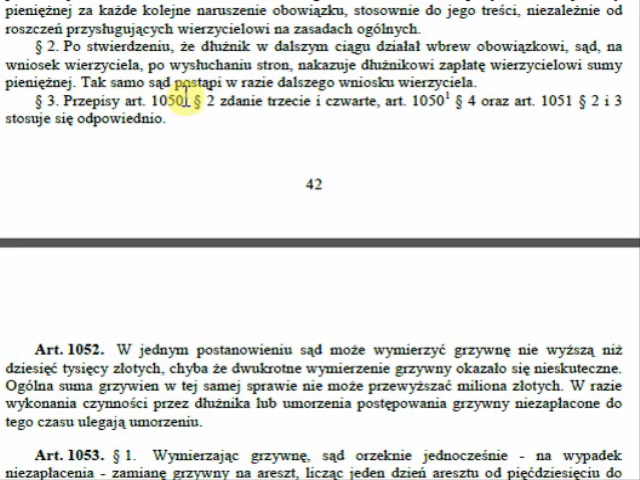 pieniężnej za każde kolejne naruszenie obowiązku, stosownie do jego treści, niezależnie od
roszczeń przysługujących wierzycielowi na zasadach ogólnych.
§ 2. Po stwierdzeniu, że dłużnik w dalszym ciągu działał wbrew obowiązkowi, sąd, na
wniosek wierzyciela, po wysłuchaniu stron, nakazuje dłużnikowi zapłatę wierzycielowi sumy
pieniężnej. Tak samo sąd postąpi w razie dalszego wniosku wierzyciela.
§ 3. Przepisy art. 1050¹ § 2 zdanie trzecie i czwarte, art. 1050¹ § 4 oraz art. 1051 § 2 i 3
stosuje się odpowiednio.
42
Art. 1052. W jednym postanowieniu sąd może wymierzyć grzywnę nie wyższą niż
dziesięć tysięcy złotych, chyba że dwukrotne wymierzenie grzywny okazało się nieskuteczne.
Ogólna suma grzywien w tej samej sprawie nie może przewyższać miliona złotych. W razie
wykonania czynności przez dłużnika lub umorzenia postępowania grzywny niezapłacone do
tego czasu ulegają umorzeniu.
Art. 1053. § 1. Wymierzając grzywnę, sąd orzeknie jednocześnie - na wypadek
niezapłacenia - zamianę grzywny na areszt, licząc jeden dzień aresztu od pięćdziesięciu do